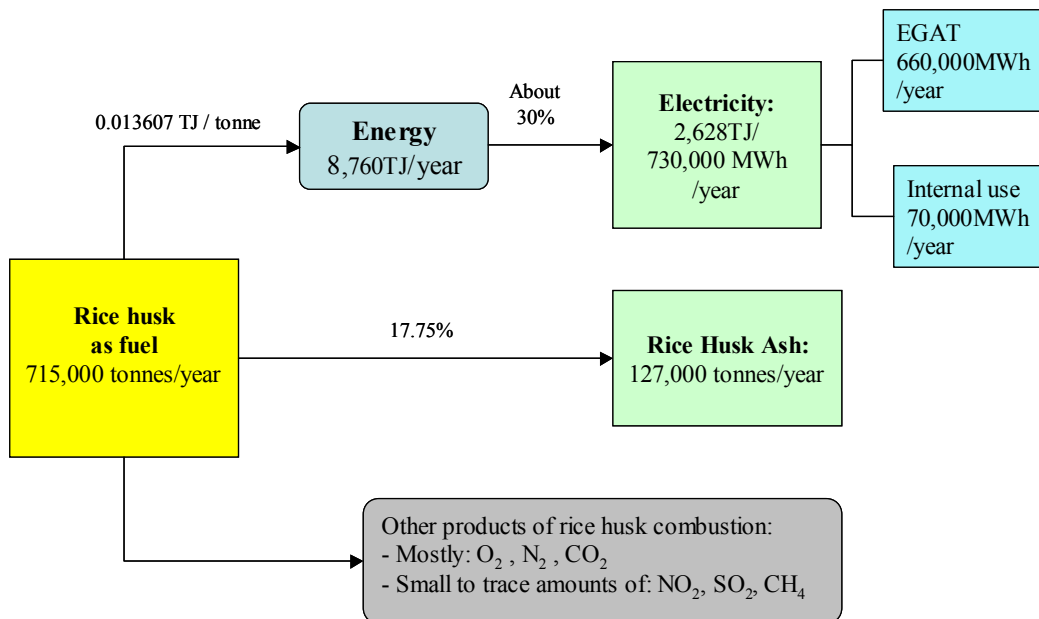 EGAT
660,000MWh
/year
About
30%
Electricity:
2,628TJ/
730,000 MWh
/year
0.013607 TJ / tonne
Energy
8,760TJ/year
Internal use
70,000MWh
/year
Rice husk
as fuel
715,000 tonnes/year
17.75%
Rice Husk Ash:
127,000 tonnes/year
Other products of rice husk combustion:
- Mostly: O₂ , N₂ , CO₂
- Small to trace amounts of: NO₂, SO₂, CH₄